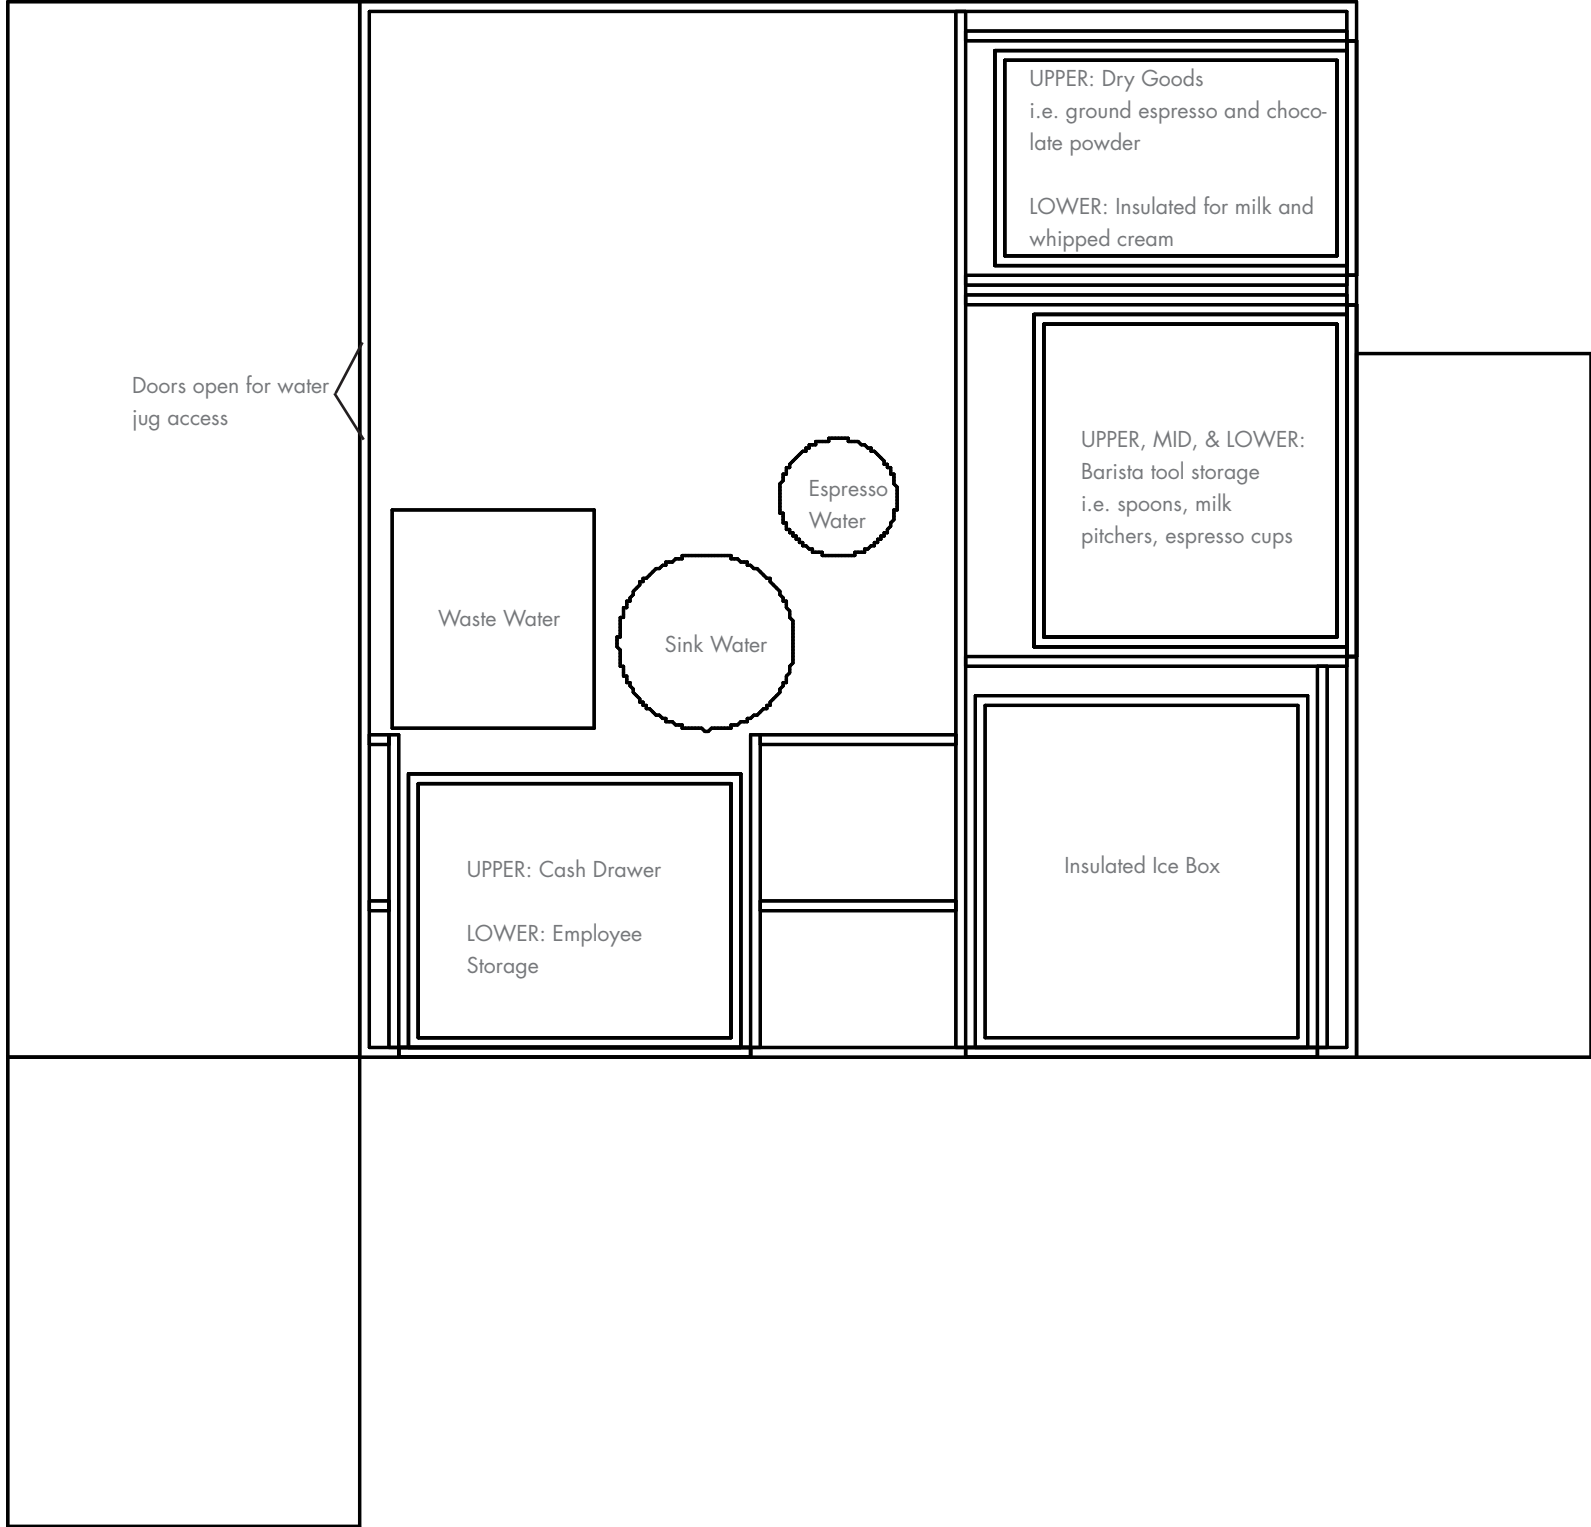 UPPER: Dry Goods
i.e. ground espresso and choco-
late powder
LOWER: Insulated for milk and
whipped cream
Doors open for water
jug access
UPPER, MID, & LOWER:
Barista tool storage
i.e. spoons, milk
pitchers, espresso cups
Espresso
Water
Waste Water
Sink Water
UPPER: Cash Drawer
LOWER: Employee
Storage
Insulated Ice Box